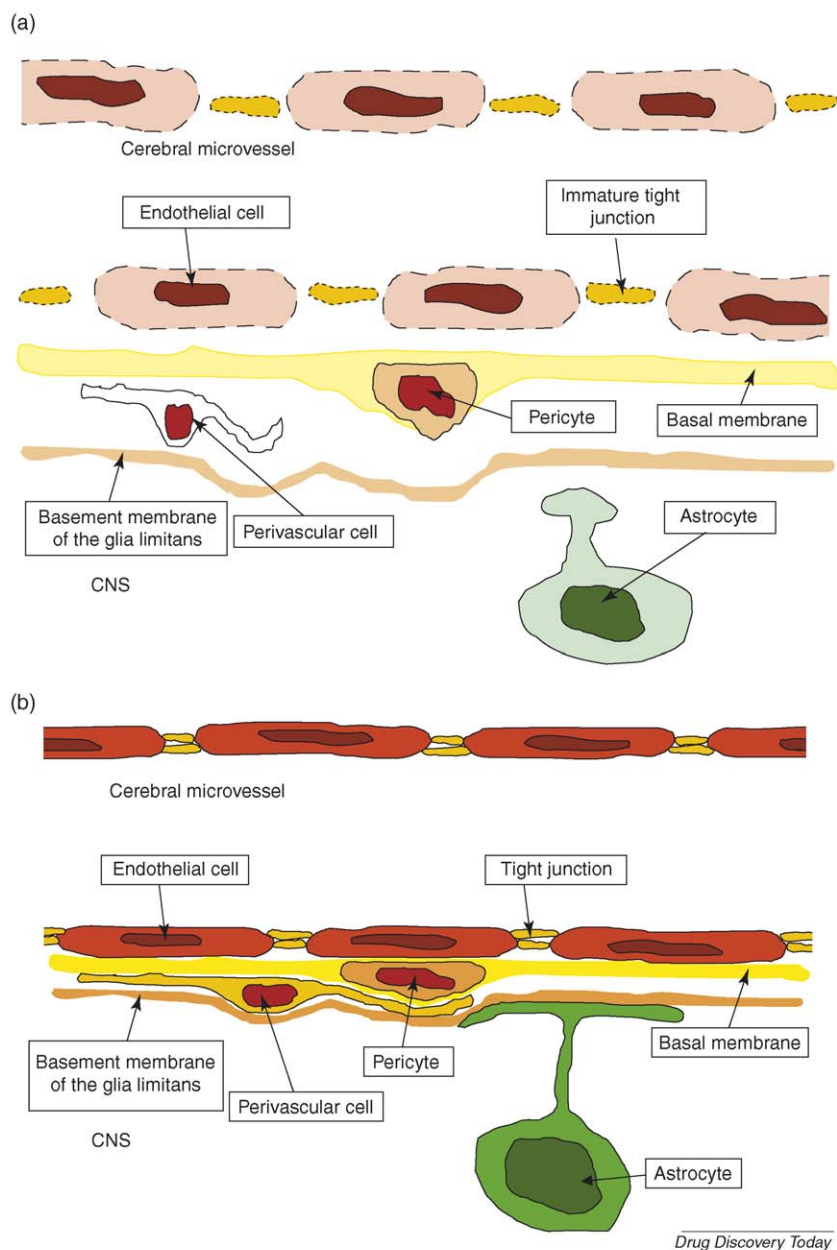 (a)
Cerebral microvessel
Endothelial cell
Immature tight
junction
Pericyte
Basal membrane
Basement membrane
of the glia limitans
Perivascular cell
Astrocyte
CNS
(b)
Cerebral microvessel
Endothelial cell
Tight junction
Basement membrane
of the glia limitans
Pericyte
Basal membrane
Perivascular cell
CNS
Astrocyte
Drug Discovery Today